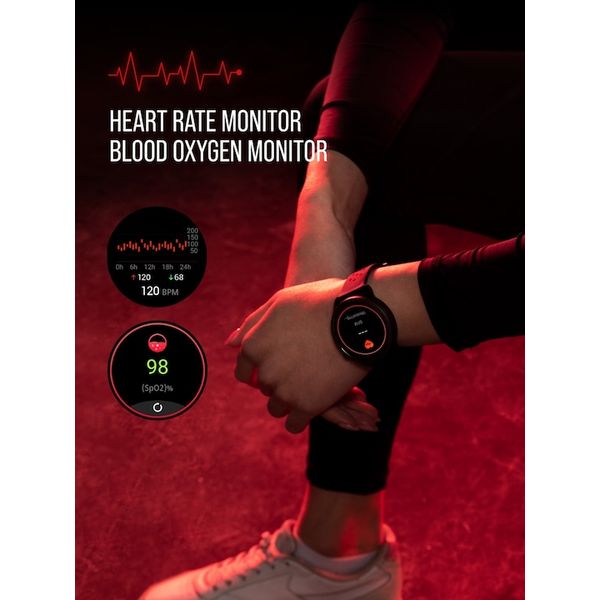 HEART RATE MONITOR
BLOOD OXYGEN MONITOR
200
150
100
50
0h 6h 12h 18h 24h
↑120 ↓68
120 BPM
98
(SpO2)%
---